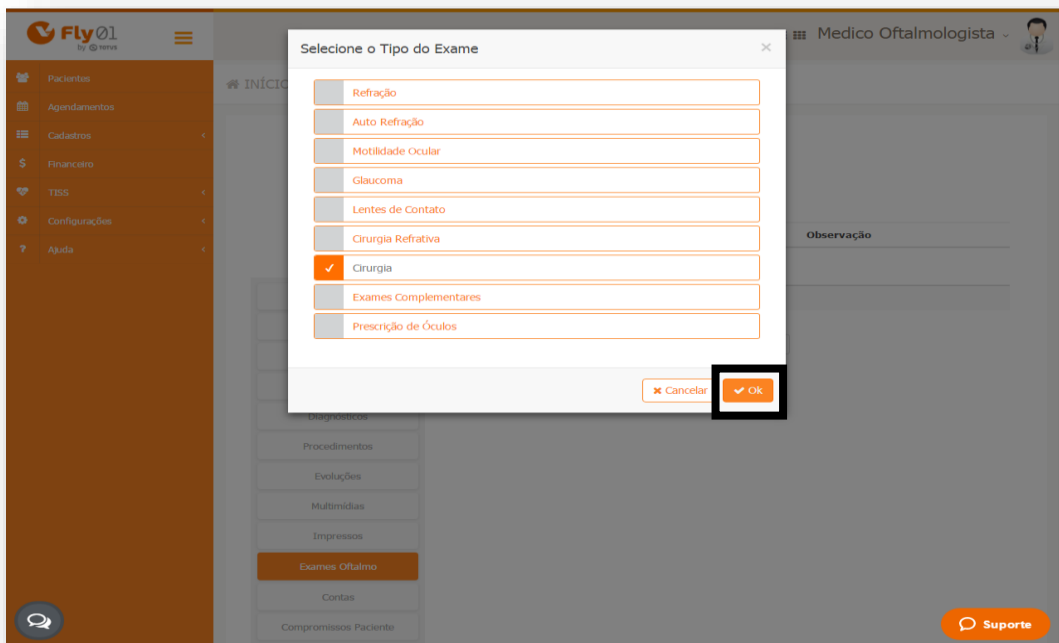 Fly01
by nerus
Medico Oftalmologista
Pacientes
Agendamentos
Cadastros
Financeiro
TISS
Configurações
Ajuda
INÍCIO
Selecione o Tipo do Exame
Refração
Auto Refração
Motilidade Ocular
Glaucoma
Lentes de Contato
Cirurgia Refrativa
Cirurgia
Exames Complementares
Prescrição de Óculos
Cancelar
Ok
Observação
Diagnósticos
Procedimentos
Evoluções
Multimídias
Impressos
Exames Oftalmo
Contas
Compromissos Paciente
Suporte